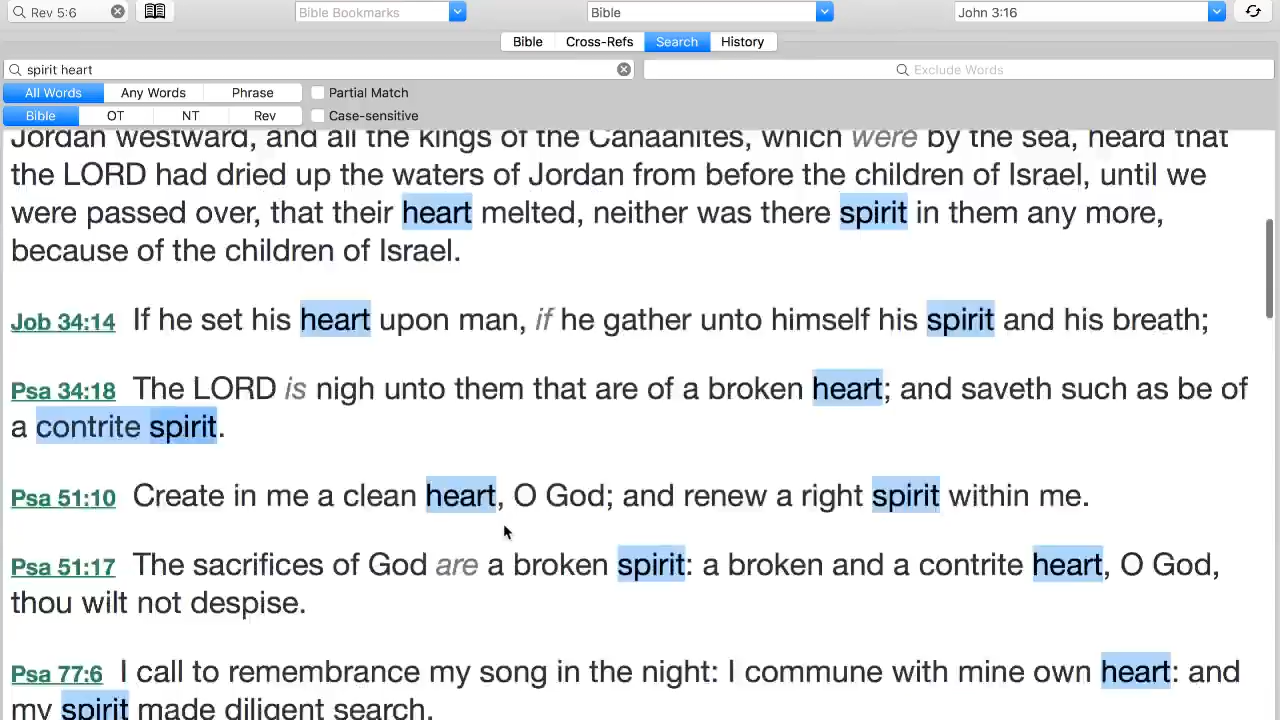 Rev 5:6 Bible Bookmarks Bible John 3:16
Bible Cross-Refs Search History
spirit heart Exclude Words
All Words Any Words Phrase Partial Match
Bible OT NT Rev Case-sensitive
Jordan westward, and all the kings of the Canaanites, which were by the sea, heard that
the LORD had dried up the waters of Jordan from before the children of Israel, until we
were passed over, that their heart melted, neither was there spirit in them any more,
because of the children of Israel.
Job 34:14 If he set his heart upon man, if he gather unto himself his spirit and his breath;
Psa 34:18 The LORD is nigh unto them that are of a broken heart; and saveth such as be of
a contrite spirit.
Psa 51:10 Create in me a clean heart, O God; and renew a right spirit within me.
Psa 51:17 The sacrifices of God are a broken spirit: a broken and a contrite heart, O God,
thou wilt not despise.
Psa 77:6 I call to remembrance my song in the night: I commune with mine own heart: and
my spirit made diligent search.